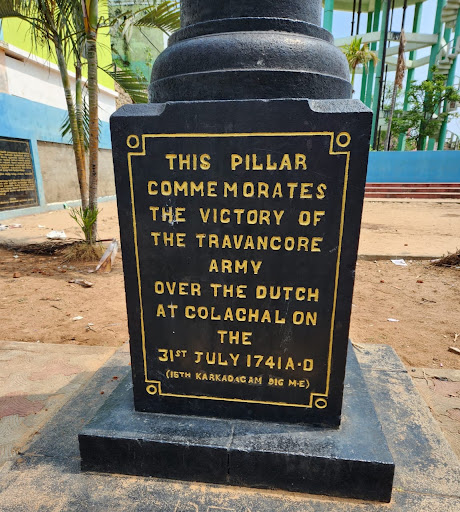 THIS PILLAR
COMMEMORATES
THE VICTORY OF
THE TRAVANCORE
ARMY
OVER THE DUTCH
AT COLACHAL ON
THE
31ST JULY 1741 A.D
(15TH KARKADAGAM 916 M.E)